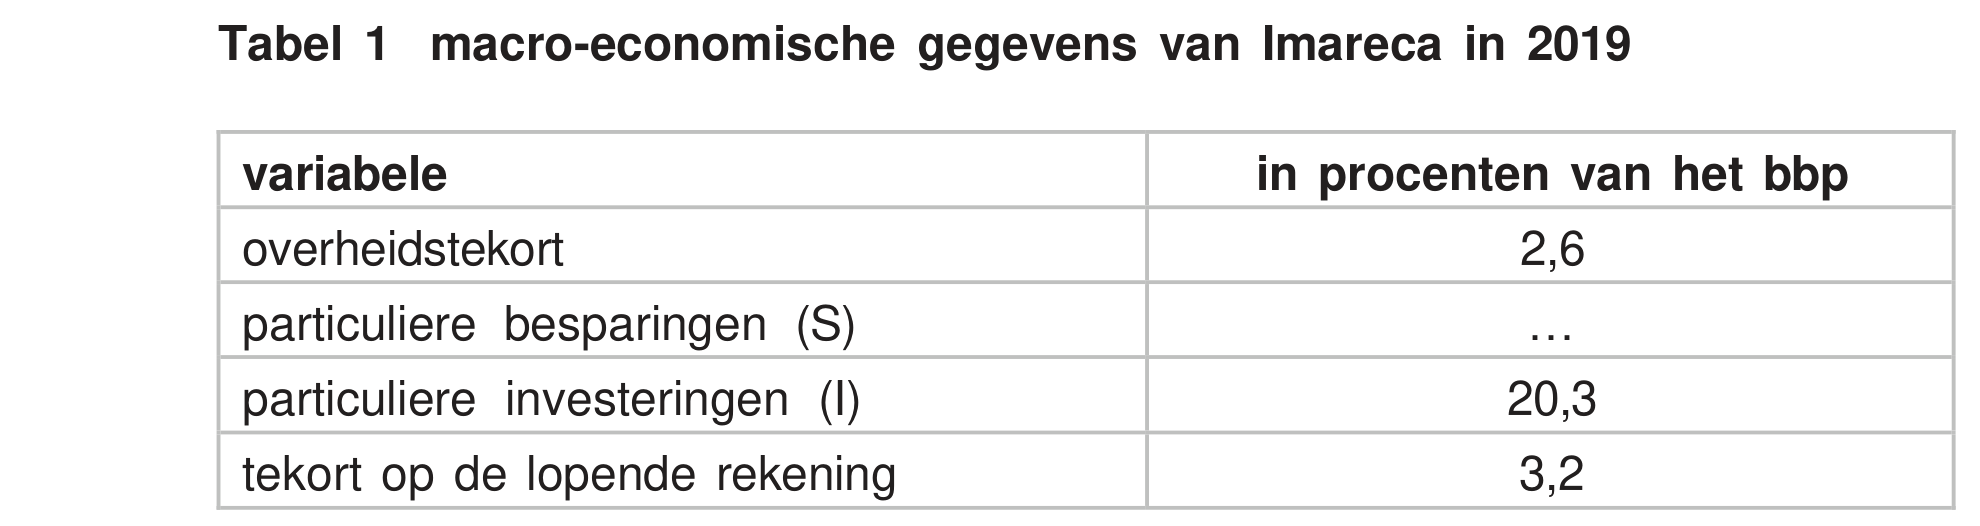 Tabel 1 macro-economische gegevens van Imareca in 2019
variabele in procenten van het bbp
overheidstekort 2,6
particuliere besparingen (S) …
particuliere investeringen (I) 20,3
tekort op de lopende rekening 3,2